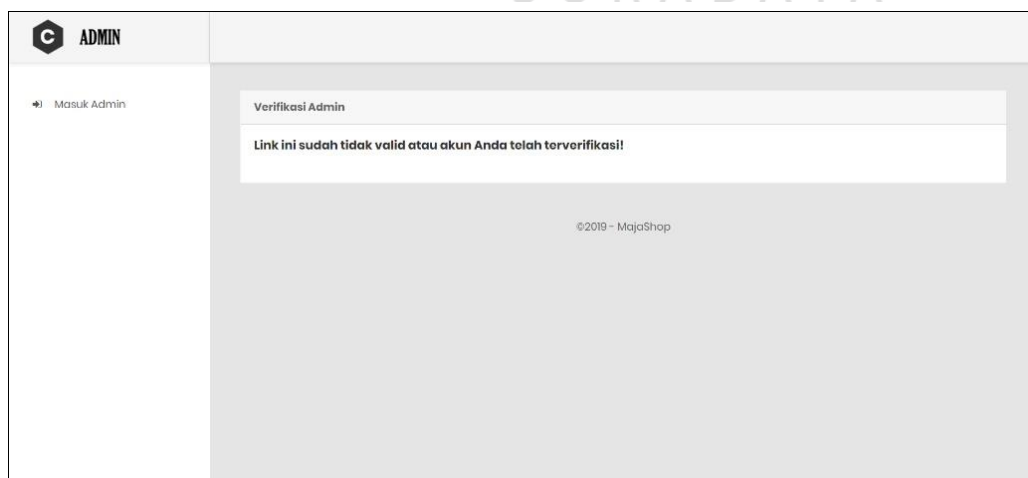 C ADMIN
Masuk Admin
Verifikasi Admin
Link ini sudah tidak valid atau akun Anda telah terverifikasi!
©2019 - MajaShop